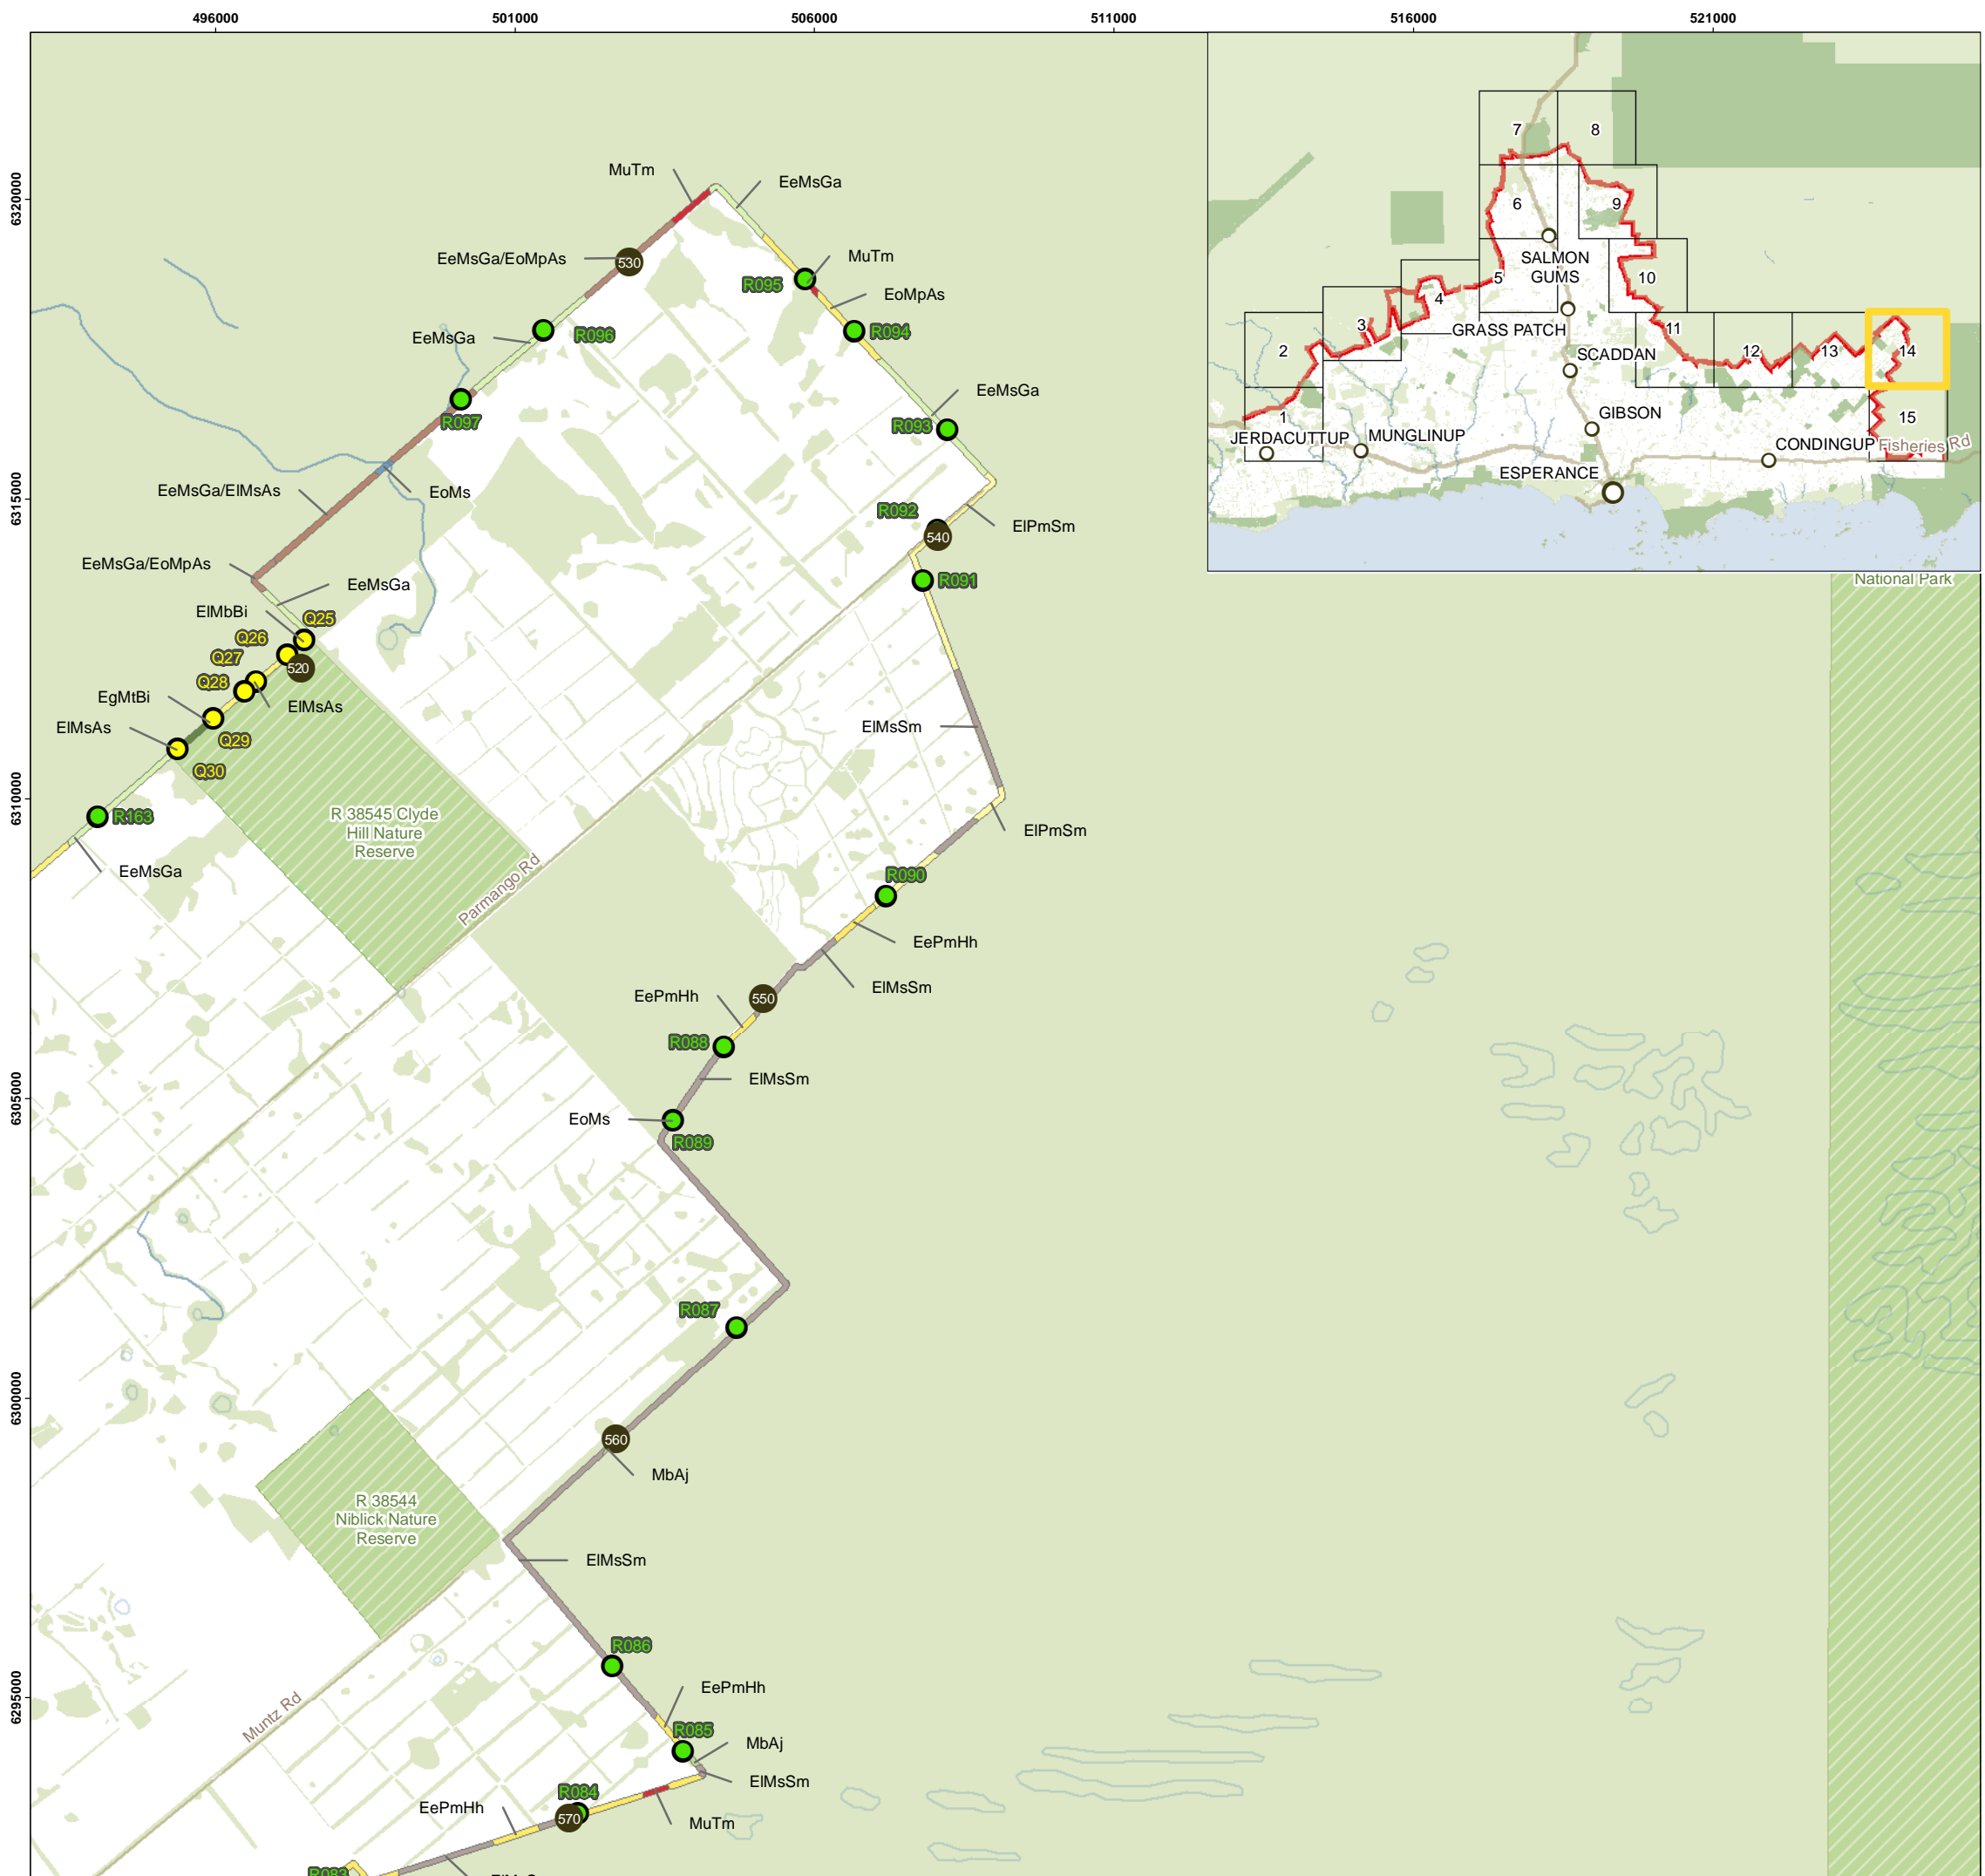 496000
501000
506000
511000
516000
521000
6320000
6315000
6310000
6305000
6300000
6295000
MuTm
EeMsGa
EeMsGa/EoMpAs
530
R095
MuTm
EoMpAs
R096
R094
EeMsGa
R097
EeMsGa
R093
EeMsGa/ElMsAs
EoMs
R092
540
ElPmSm
EeMsGa/EoMpAs
EeMsGa
R091
ElMbBi
Q25
Q26
Q27
520
Q28
EgMtBi
ElMsAs
ElMsAs
Q29
Q30
ElMsSm
R163
R 38545 Clyde
Hill Nature
Reserve
EeMsGa
Parmango Rd
ElPmSm
R090
EePmHh
ElMsSm
EePmHh
550
R088
ElMsSm
EoMs
R089
R087
560
MbAj
R 38544
Niblick Nature
Reserve
ElMsSm
R086
EePmHh
R085
MbAj
ElMsSm
Muntz Rd
R084
570
EePmHh
MuTm
R083
7
8
6
9
SALMON
GUMS
5
10
4
3
GRASS PATCH
11
2
SCADDAN
12
13
14
1
GIBSON
15
JERDACUTTUP
MUNGLINUP
CONDINGUP
Fisheries Rd
ESPERANCE
National Park